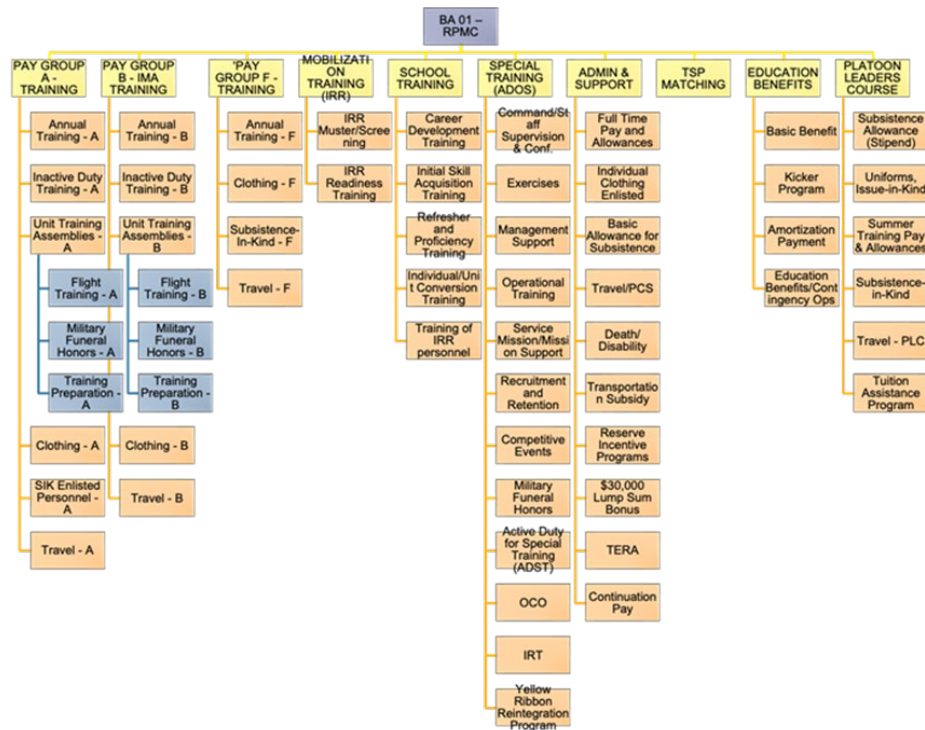 BA 01 –
RPMC
PAY GROUP
A -
TRAINING
PAY GROUP
B - IMA
TRAINING
'PAY
GROUP F -
TRAINING
MOBILIZATI
ON
TRAINING
(IRR)
SCHOOL
TRAINING
SPECIAL
TRAINING
(ADOS)
ADMIN &
SUPPORT
TSP
MATCHING
EDUCATION
BENEFITS
PLATOON
LEADERS
COURSE
Annual
Training - A
Inactive Duty
Training - A
Unit Training
Assemblies -
A
Flight
Training - A
Military
Funeral
Honors - A
Training
Preparation -
A
Clothing - A
SIK Enlisted
Personnel -
A
Travel - A
Annual
Training - B
Inactive Duty
Training - B
Unit Training
Assemblies -
B
Flight
Training - B
Military
Funeral
Honors - B
Training
Preparation -
B
Clothing - B
Travel - B
Annual
Training - F
Clothing - F
Subsistence-
In-Kind - F
Travel - F
IRR
Muster/Scree
ning
IRR
Readiness
Training
Career
Development
Training
Initial Skill
Acquisition
Training
Refresher
and
Proficiency
Training
Individual/Uni
t Conversion
Training
Training of
IRR
personnel
Command/St
aff
Supervision
& Conf.
Exercises
Management
Support
Operational
Training
Service
Mission/Missi
on Support
Recruitment
and
Retention
Competitive
Events
Military
Funeral
Honors
Active Duty
for Special
Training
(ADST)
OCO
IRT
Yellow
Ribbon
Reintegration
Program
Full Time
Pay and
Allowances
Individual
Clothing
Enlisted
Basic
Allowance for
Subsistence
Travel/PCS
Death/
Disability
Transportatio
n Subsidy
Reserve
Incentive
Programs
$30,000
Lump Sum
Bonus
TERA
Continuation
Pay
Basic Benefit
Kicker
Program
Amortization
Payment
Education
Benefits/Cont
ingency Ops
Subsistence
Allowance
(Stipend)
Uniforms,
Issue-in-Kind
Summer
Training Pay
& Allowances
Subsistence-
in-Kind
Travel - PLC
Tuition
Assistance
Program